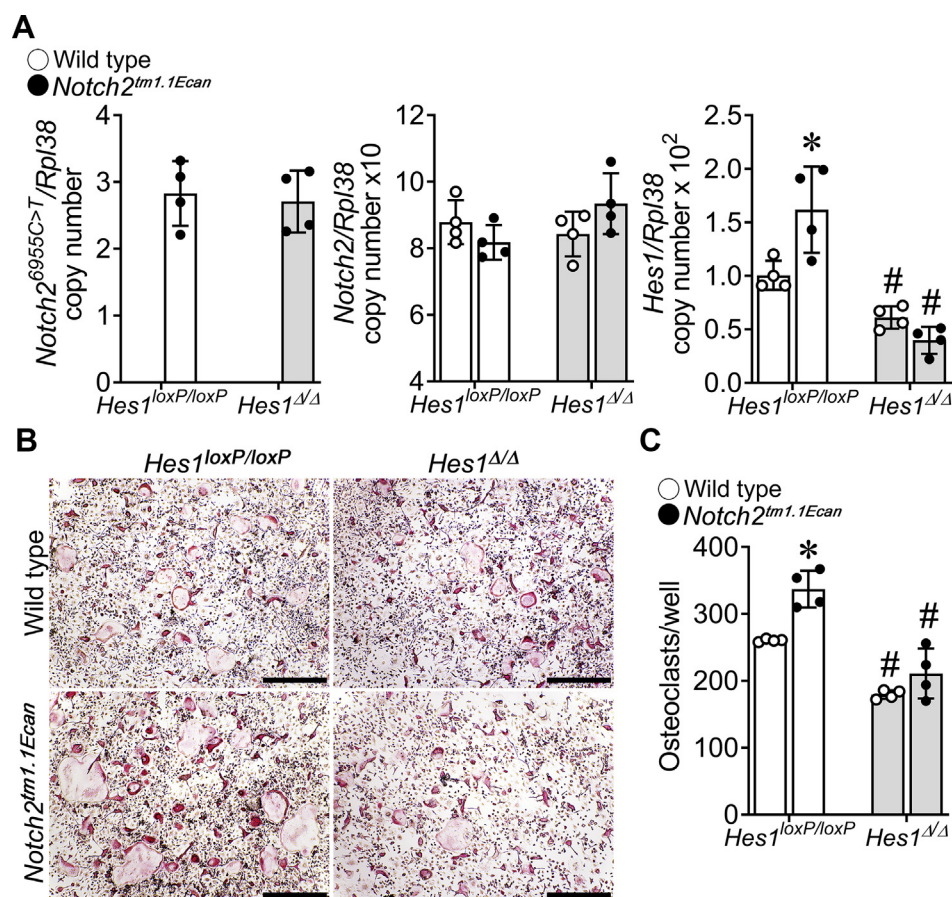 A
Wild type
Notch2tm1.1Ecan
Notch26955C>T/Rpl38
copy number
4
3
2
1
0
Hes1loxP/loxP
Hes1Δ/Δ
Notch2/Rpl38
copy number x10
12
10
8
6
4
Hes1loxP/loxP
Hes1Δ/Δ
Hes1/Rpl38
copy number x 102
2.5
2.0
1.5
1.0
0.5
0.0
*
#
#
Hes1loxP/loxP
Hes1Δ/Δ
B
Hes1loxP/loxP
Hes1Δ/Δ
Wild type
Notch2tm1.1Ecan
C
Wild type
Notch2tm1.1Ecan
Osteoclasts/well
400
300
200
100
0
*
#
#
Hes1loxP/loxP
Hes1Δ/Δ